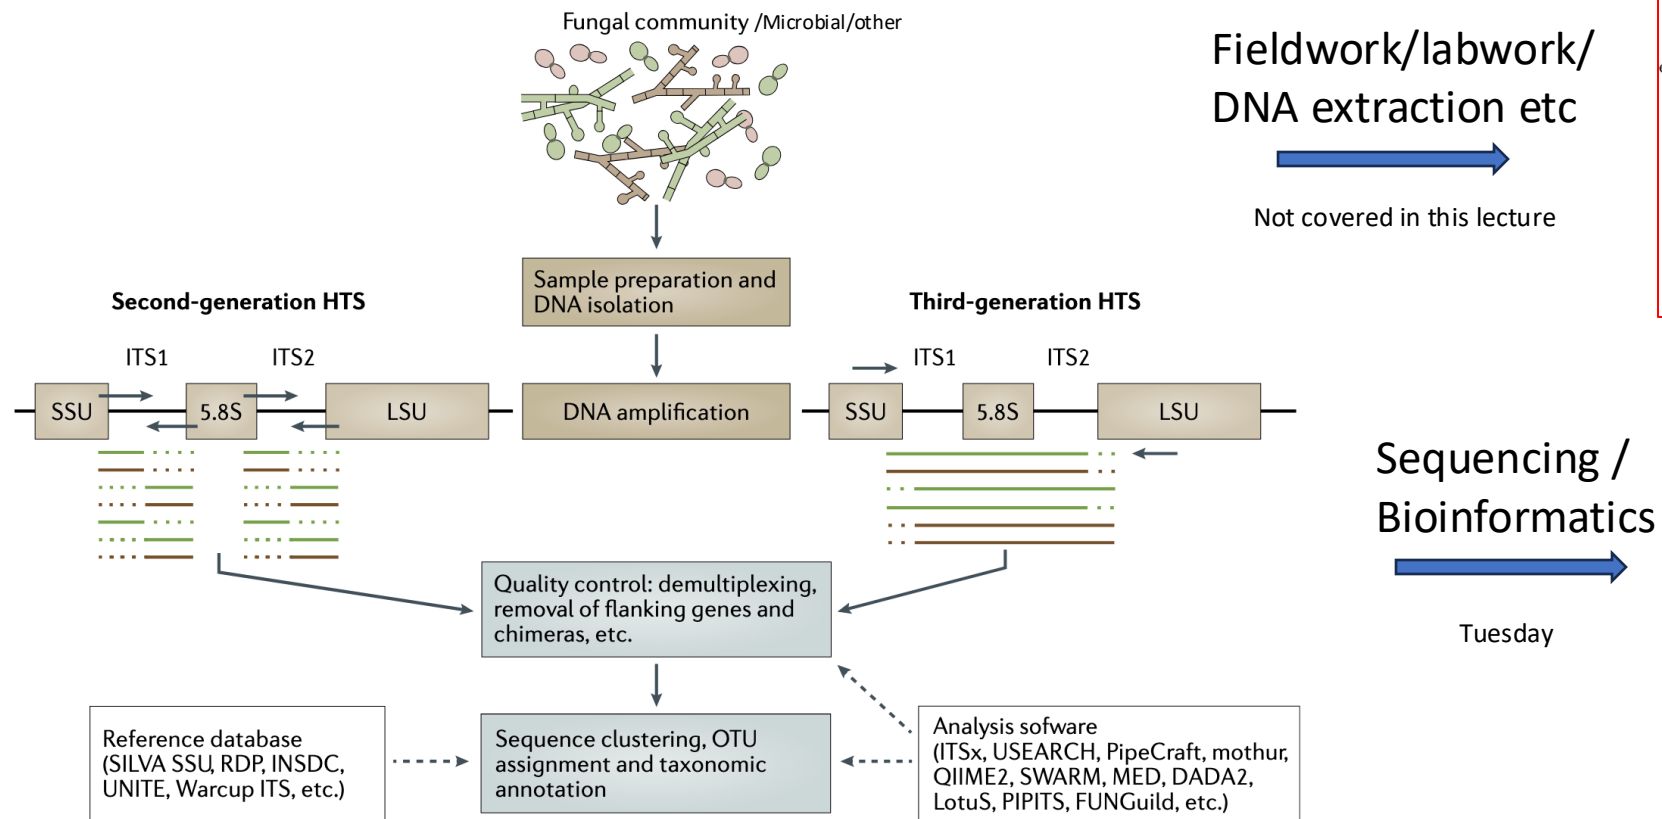 Fungal community /Microbial/other
Fieldwork/labwork/
DNA extraction etc
Not covered in this lecture
Sample preparation and
DNA isolation
Second-generation HTS
Third-generation HTS
ITS1
ITS2
ITS1
ITS2
SSU
5.8S
LSU
DNA amplification
SSU
5.8S
LSU
Sequencing /
Bioinformatics
Tuesday
Quality control: demultiplexing,
removal of flanking genes and
chimeras, etc.
Reference database
(SILVA SSU, RDP, INSDC,
UNITE, Warcup ITS, etc.)
Sequence clustering, OTU
assignment and taxonomic
annotation
Analysis sofware
(ITSx, USEARCH, PipeCraft, mothur,
QIIME2, SWARM, MED, DADA2,
LotuS, PIPITS, FUNGuild, etc.)